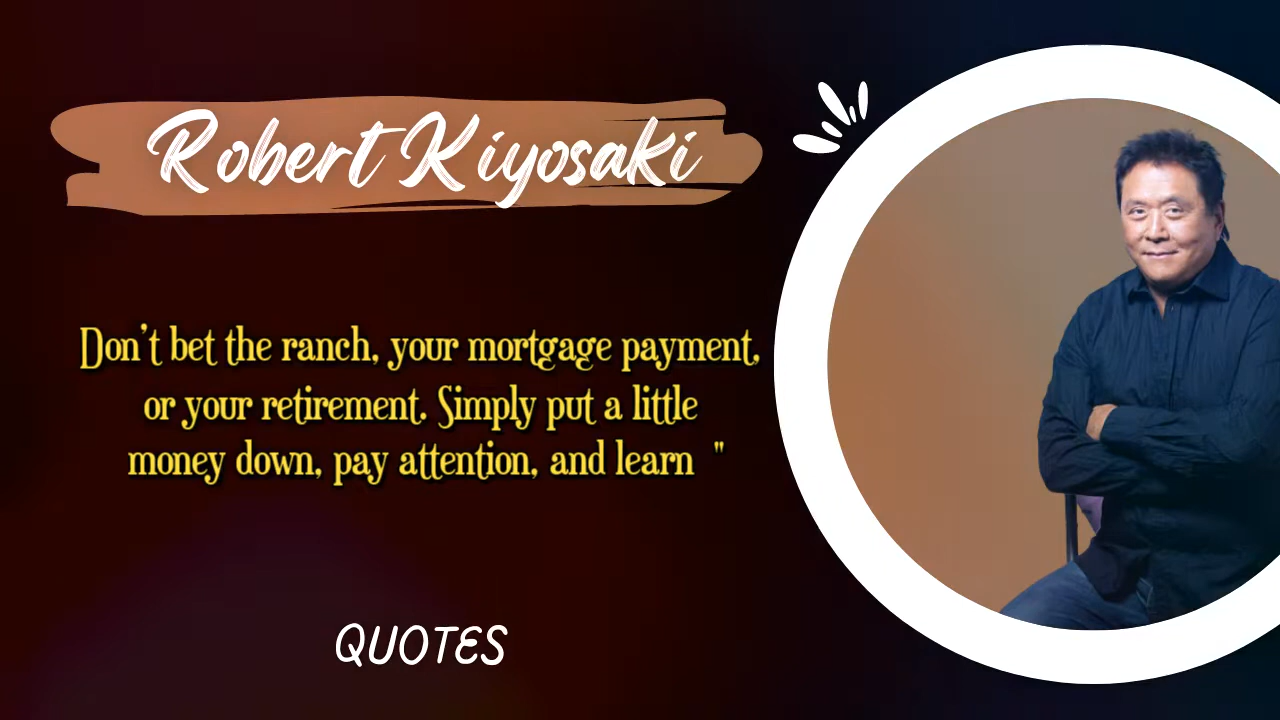 Robert Kiyosaki
Don't bet the ranch, your mortgage payment,
or your retirement. Simply put a little
money down, pay attention, and learn "
QUOTES